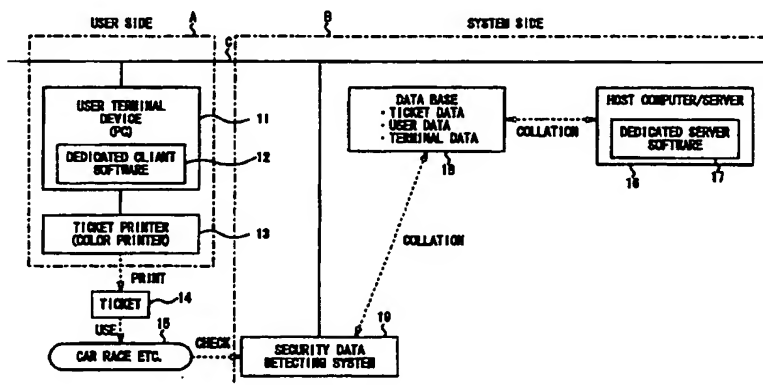 USER SIDE
A
B
SYSTEM SIDE
C
USER TERMINAL
DEVICE
(PC)
11
DEDICATED CLIENT
SOFTWARE
12
TICKET PRINTER
(COLOR PRINTER)
13
PRINT
TICKET
14
USE
15
CAR RACE ETC.
CHECK
DATA BASE
・TICKET DATA
・USER DATA
・TERMINAL DATA
18
COLLATION
HOST COMPUTER/SERVER
DEDICATED SERVER
SOFTWARE
16
17
COLLATION
19
SECURITY DATA
DETECTING SYSTEM